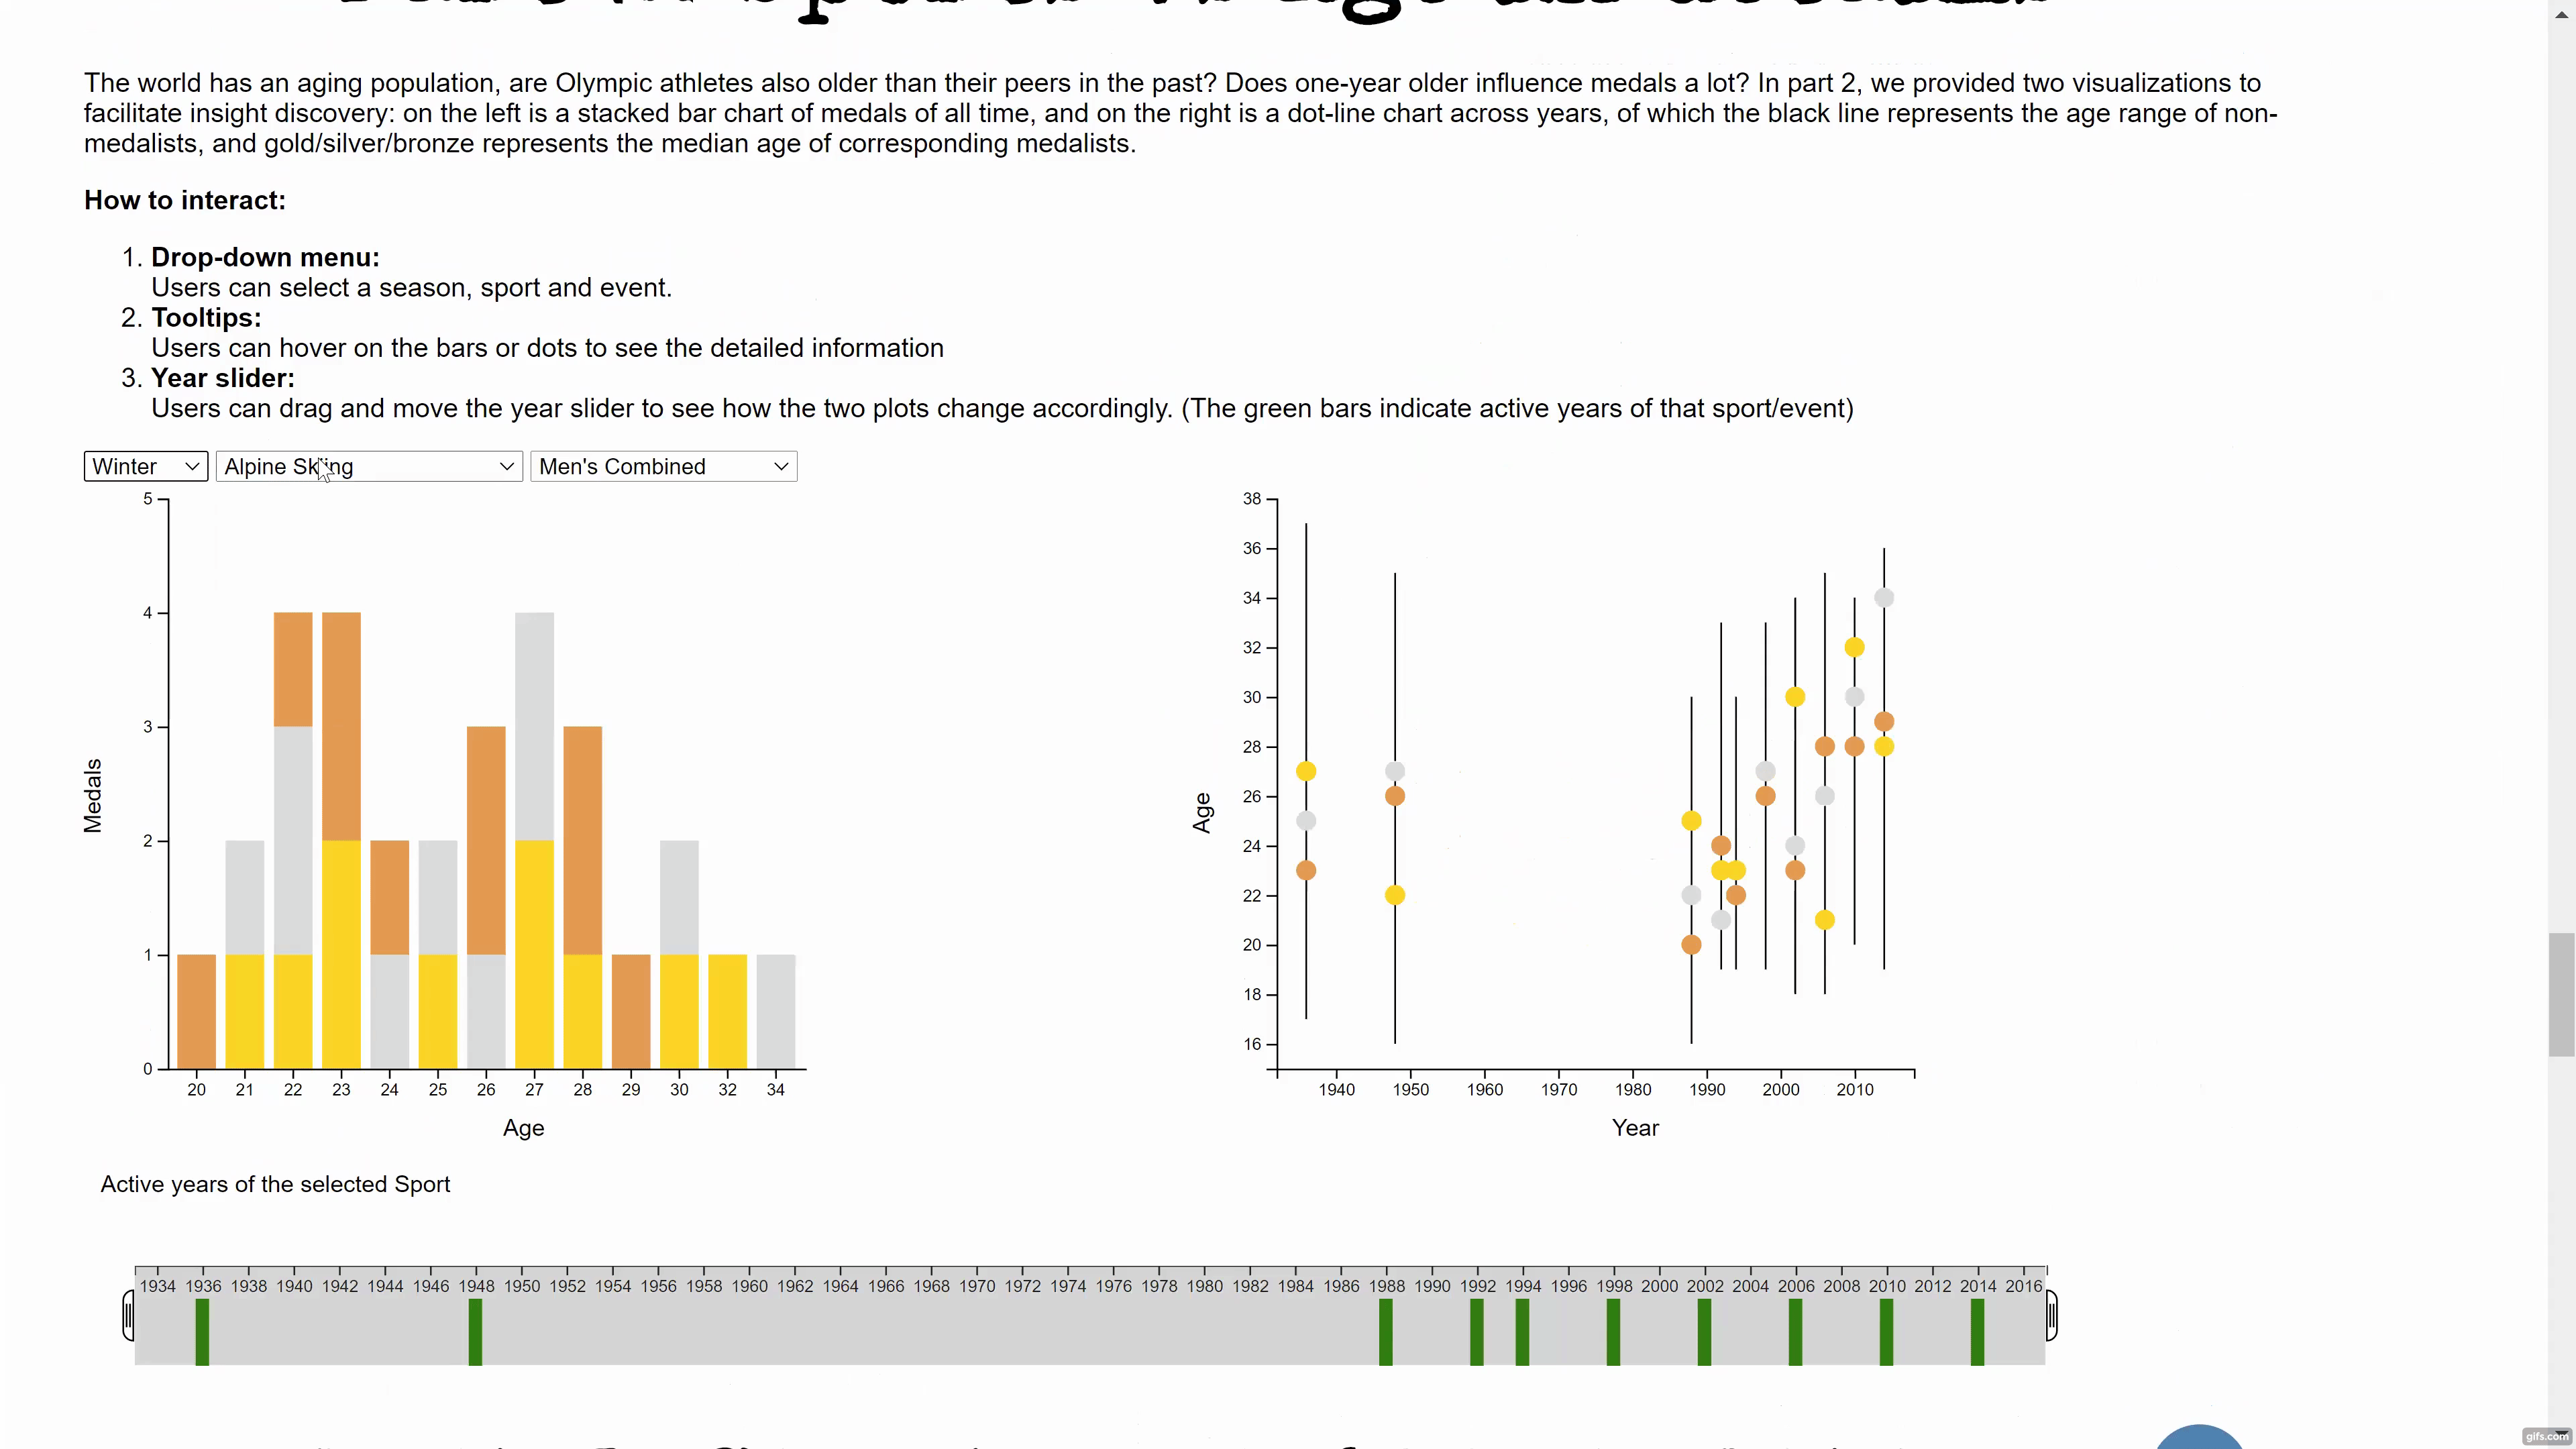 The world has an aging population, are Olympic athletes also older than their peers in the past? Does one-year older influence medals a lot? In part 2, we provided two visualizations to
facilitate insight discovery: on the left is a stacked bar chart of medals of all time, and on the right is a dot-line chart across years, of which the black line represents the age range of non-
medalists, and gold/silver/bronze represents the median age of corresponding medalists.
How to interact:
1. Drop-down menu:
Users can select a season, sport and event.
2. Tooltips:
Users can hover on the bars or dots to see the detailed information
3. Year slider:
Users can drag and move the year slider to see how the two plots change accordingly. (The green bars indicate active years of that sport/event)
Winter Alpine Skiing Men's Combined
5
4
3
2
1
0
Medals
20 21 22 23 24 25 26 27 28 29 30 32 34
Age
38
36
34
32
30
28
26
24
22
20
18
16
Age
1940 1950 1960 1970 1980 1990 2000 2010
Year
Active years of the selected Sport
1934 1936 1938 1940 1942 1944 1946 1948 1950 1952 1954 1956 1958 1960 1962 1964 1966 1968 1970 1972 1974 1976 1978 1980 1982 1984 1986 1988 1990 1992 1994 1996 1998 2000 2002 2004 2006 2008 2010 2012 2014 2016
gifs.com